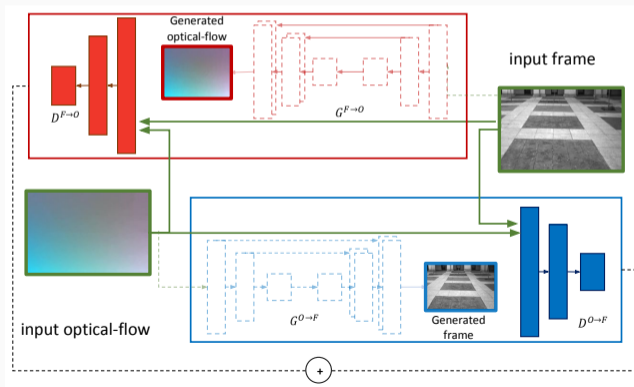 Generated
optical-flow
input frame
D^{F→O}
G^{F→O}
input optical-flow
G^{O→F}
Generated
frame
D^{O→F}
+